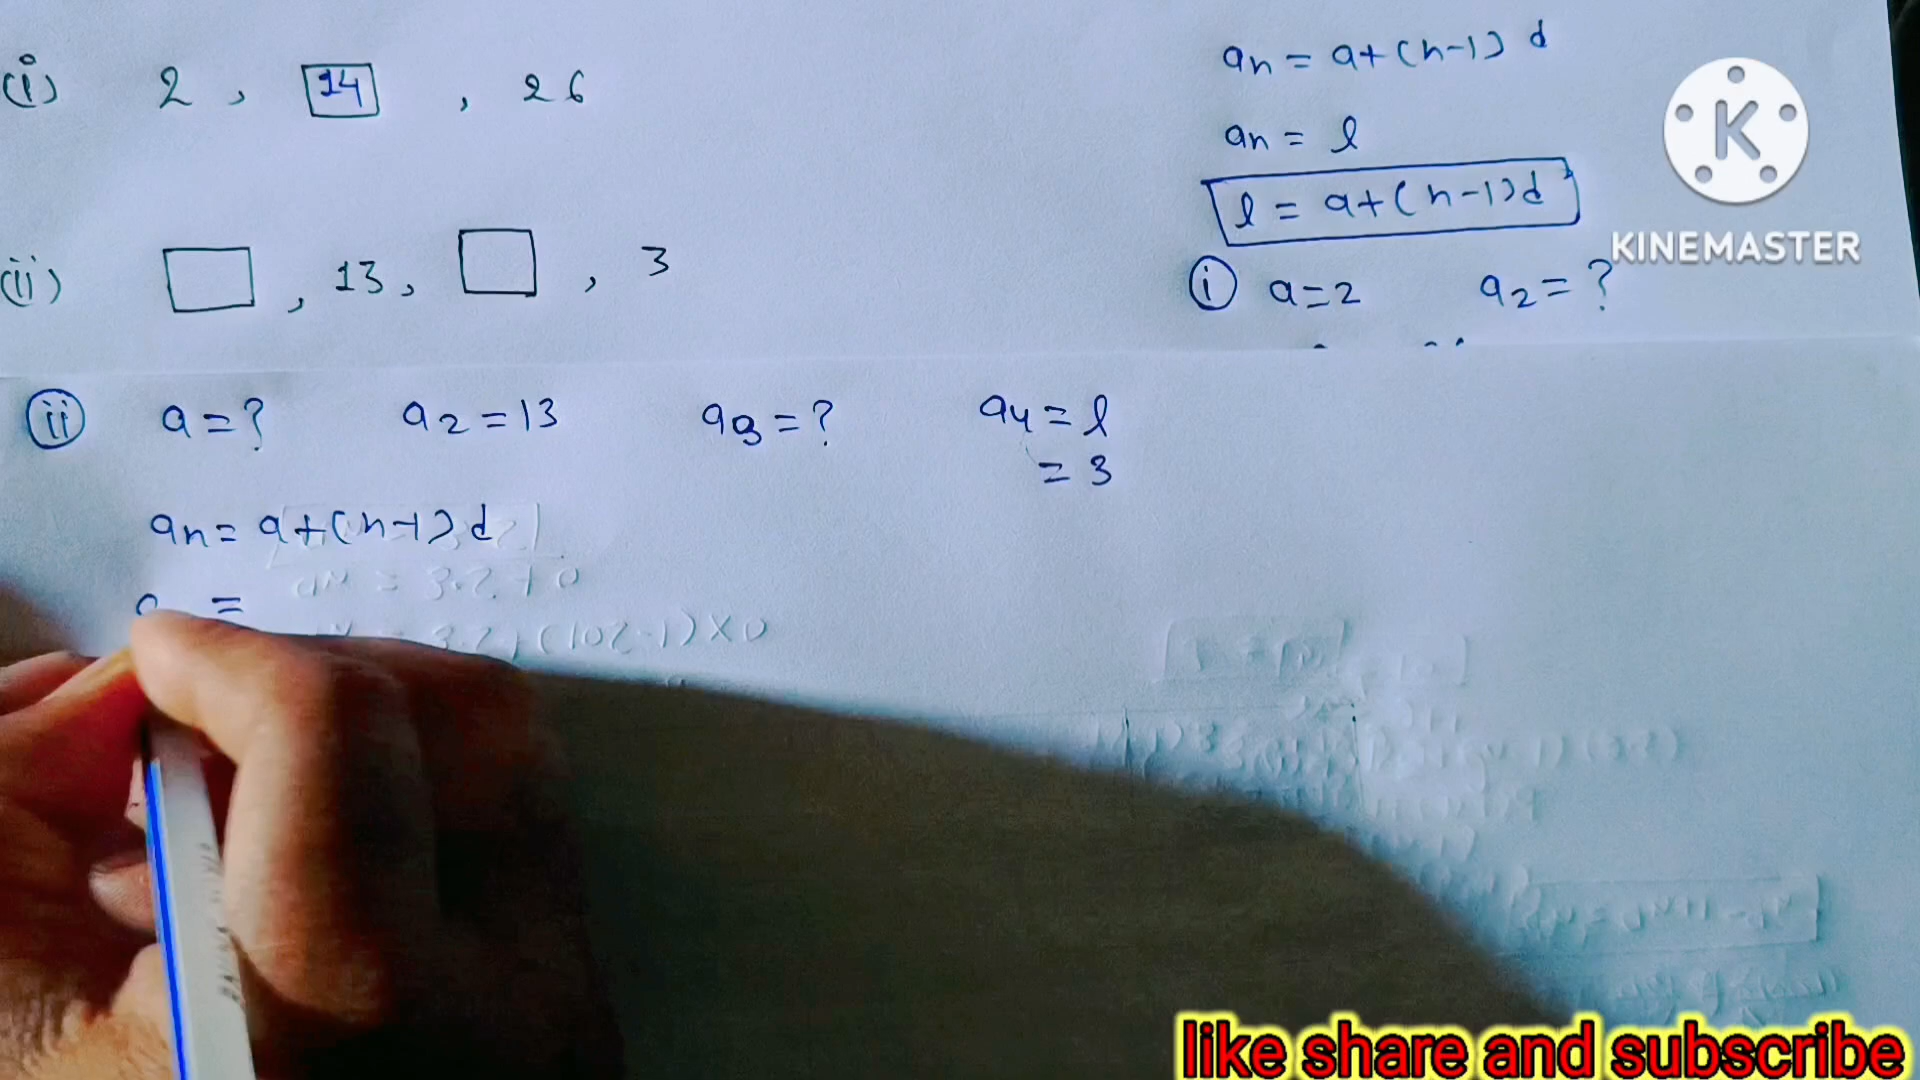 (i) 2 , 14 , 26
(ii) , 13 , , 3
an = a+(n-1) d
an = l
l = a+(n-1)d
i a=2 a2=?
KINEMASTER
ii a=? a2=13 a3=? a4=l
= 3
an= a+(n-1) d
a =
like share and subscribe